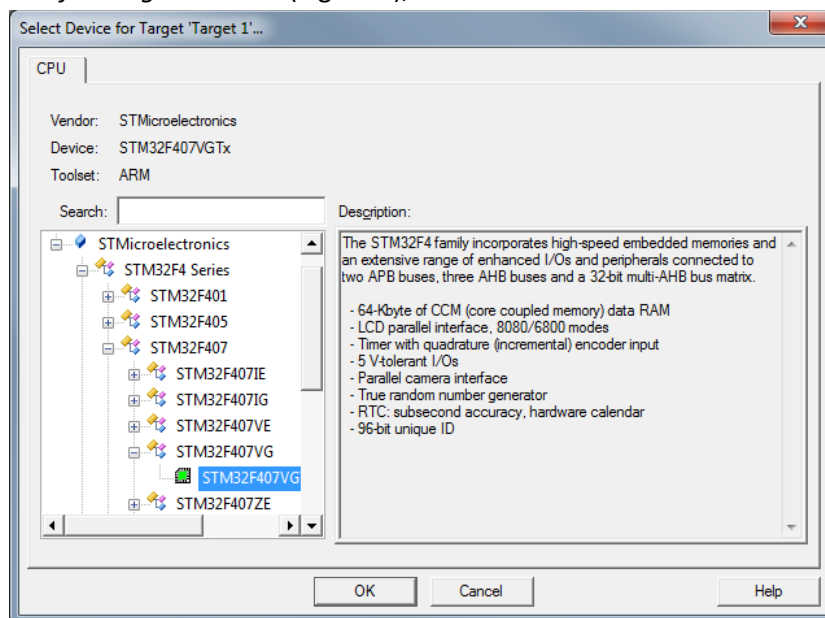 Select Device for Target 'Target 1'...
CPU
Vendor: STMicroelectronics
Device: STM32F407VGTx
Toolset: ARM
Search:
Description:
STMicroelectronics
STM32F4 Series
STM32F401
STM32F405
STM32F407
STM32F407IE
STM32F407IG
STM32F407VE
STM32F407VG
STM32F407VG
STM32F407ZE
The STM32F4 family incorporates high-speed embedded memories and
an extensive range of enhanced I/Os and peripherals connected to
two APB buses, three AHB buses and a 32-bit multi-AHB bus matrix.
- 64-Kbyte of CCM (core coupled memory) data RAM
- LCD parallel interface, 8080/6800 modes
- Timer with quadrature (incremental) encoder input
- 5 V-tolerant I/Os
- Parallel camera interface
- True random number generator
- RTC: subsecond accuracy, hardware calendar
- 96-bit unique ID
OK Cancel Help